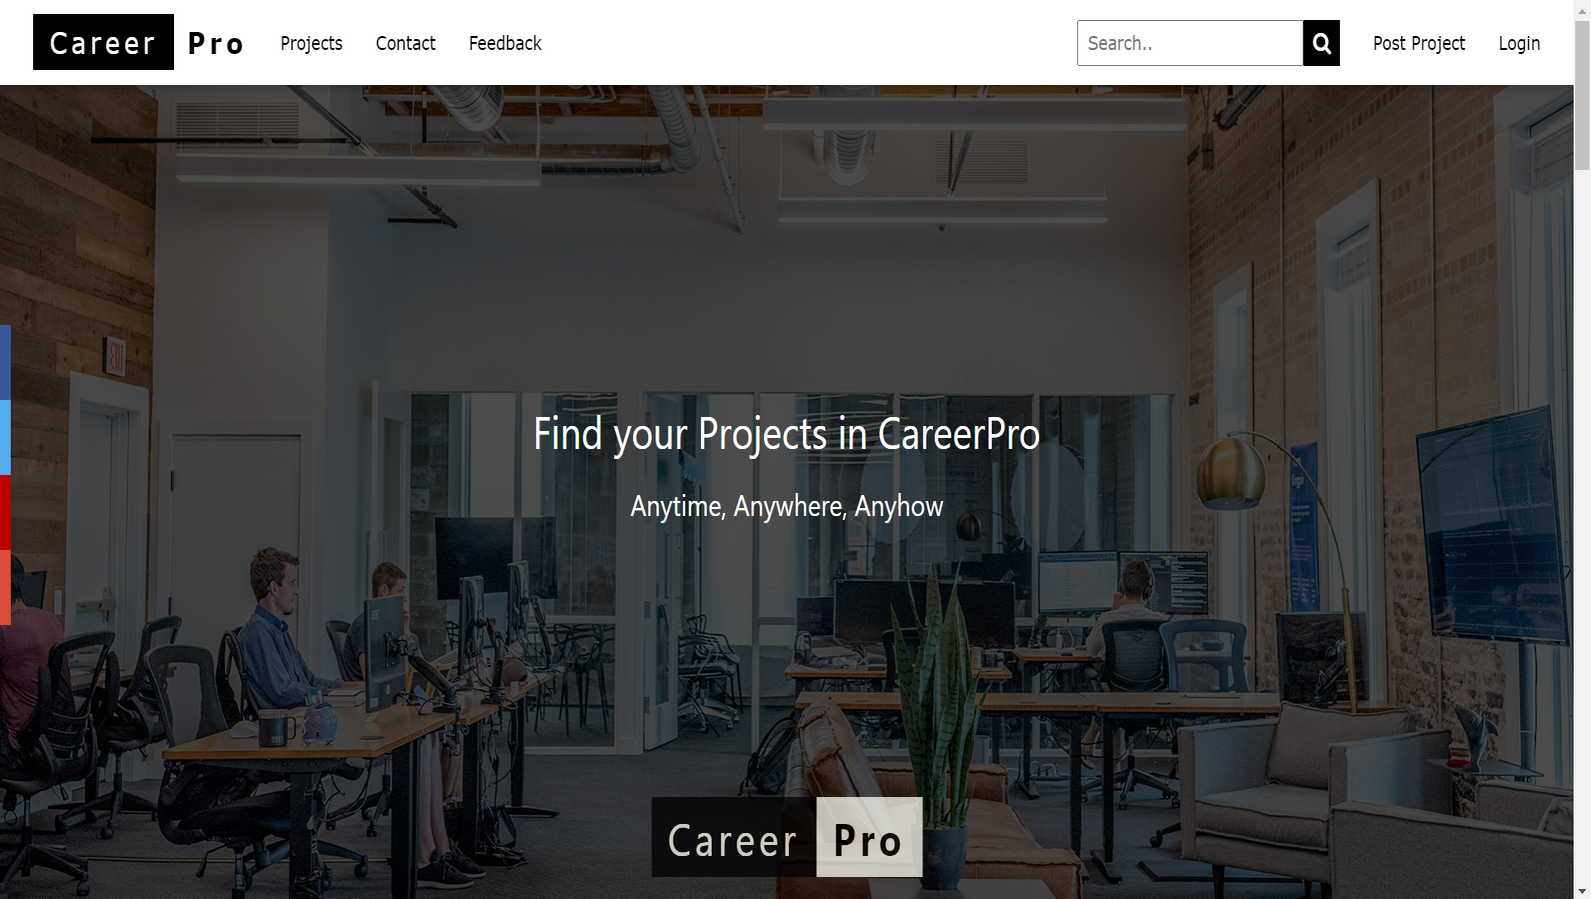 Career Pro Projects Contact Feedback Search.. Post Project Login
EXIT
Find your Projects in CareerPro
Anytime, Anywhere, Anyhow
Career Pro